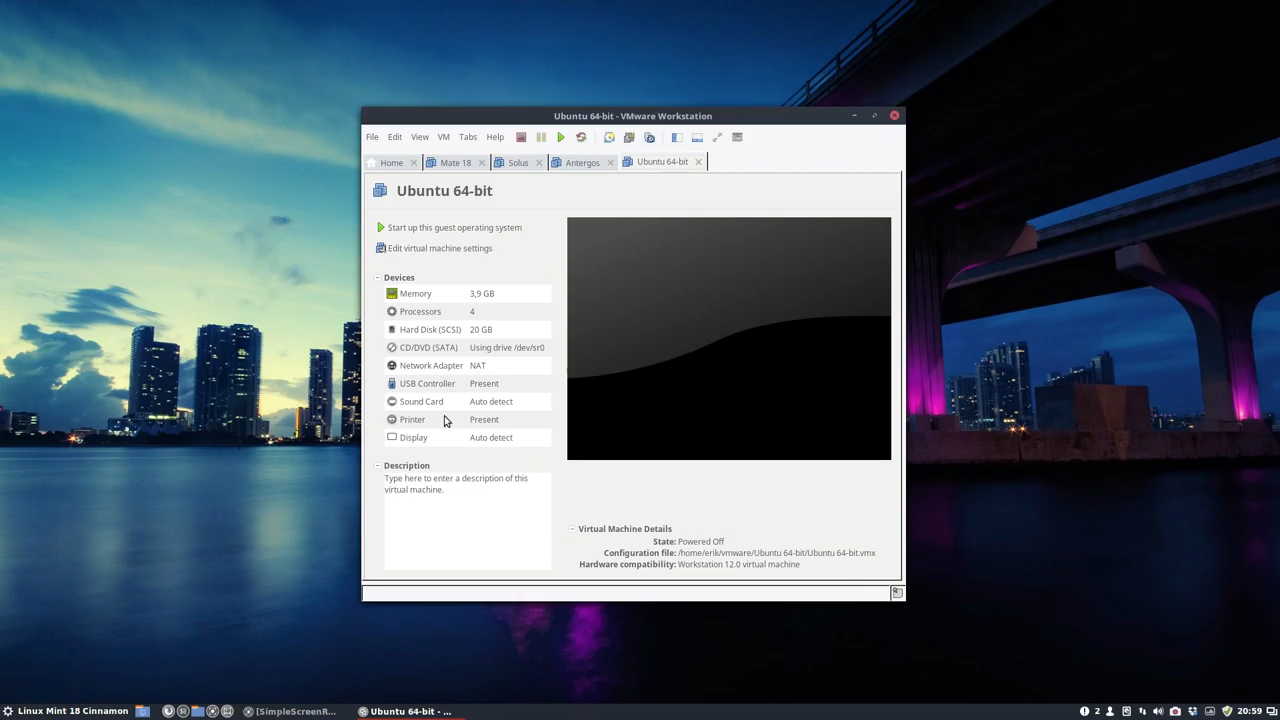 Ubuntu 64-bit - VMware Workstation
File Edit View VM Tabs Help
Home Mate 18 Solus Antergos Ubuntu 64-bit
Ubuntu 64-bit
Start up this guest operating system
Edit virtual machine settings
Devices
Memory 3,9 GB
Processors 4
Hard Disk (SCSI) 20 GB
CD/DVD (SATA) Using drive /dev/sr0
Network Adapter NAT
USB Controller Present
Sound Card Auto detect
Printer Present
Display Auto detect
Description
Type here to enter a description of this
virtual machine.
Virtual Machine Details
State: Powered Off
Configuration file: /home/erik/vmware/Ubuntu 64-bit/Ubuntu 64-bit.vmx
Hardware compatibility: Workstation 12.0 virtual machine
Linux Mint 18 Cinnamon [SimpleScreenR... Ubuntu 64-bit - ... 2 20:59